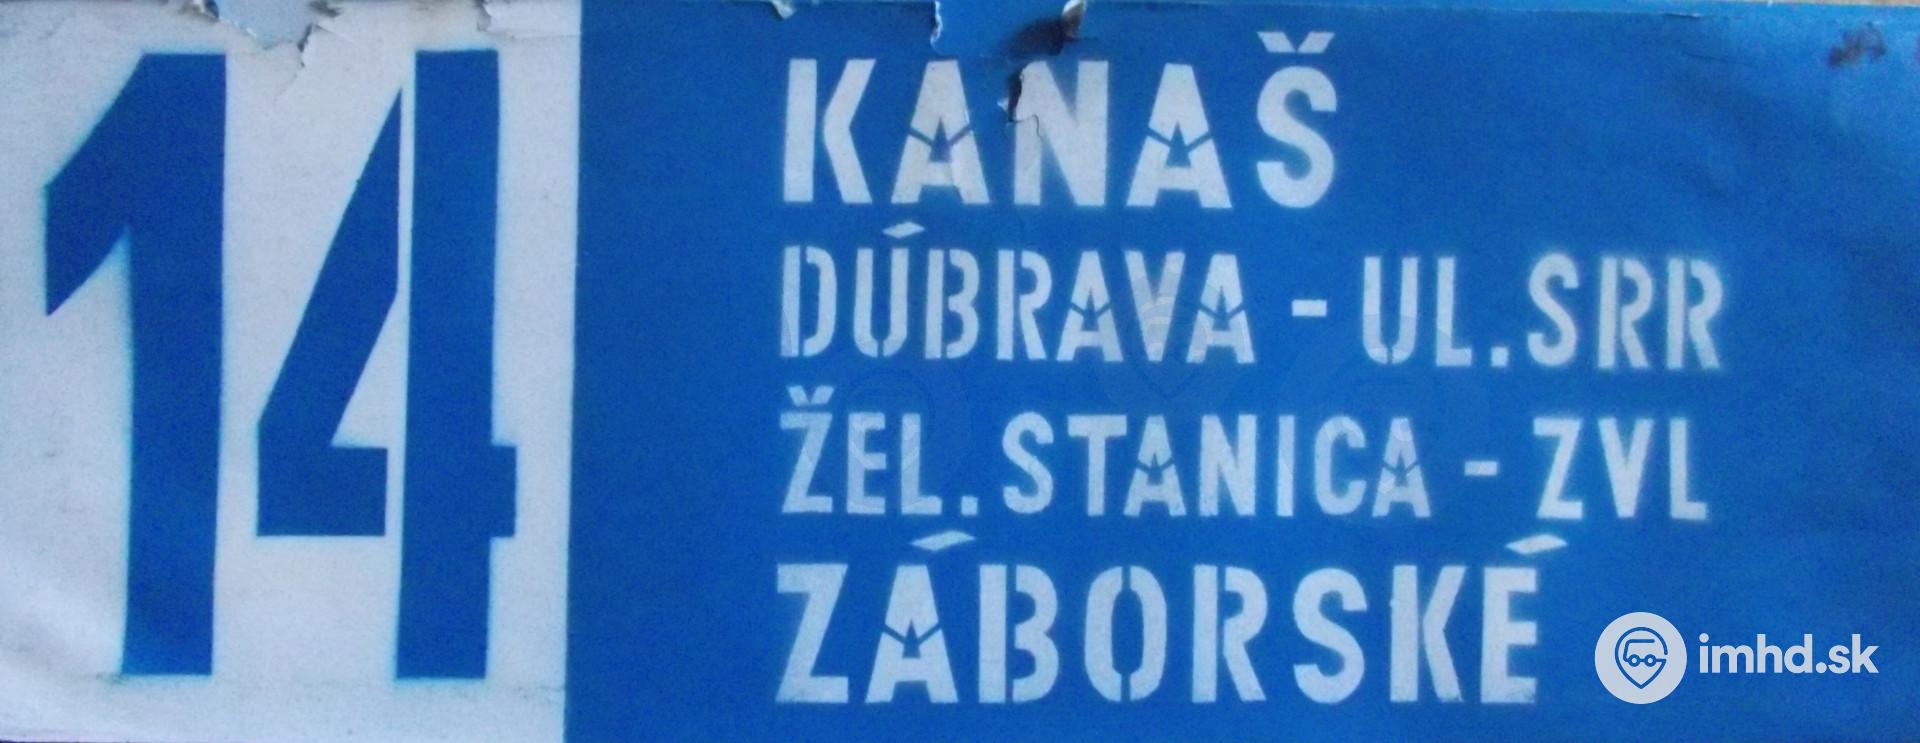 14
KANAŠ
DÚBRAVA - UL.SRR
ŽEL.STANICA - ZVL
ZÁBORSKÉ
imhd.sk